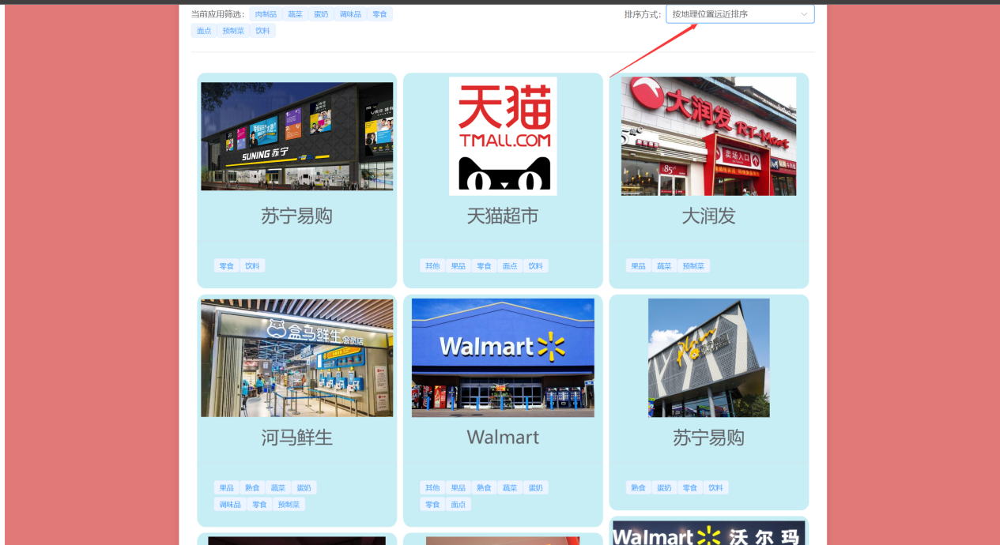 当前应用筛选： 肉制品 蔬菜 蛋奶 调味品 零食
面点 预制菜 饮料
排序方式： 按地理位置远近排序
SUNING 苏宁
苏宁易购
零食 饮料
天猫
TMALL.COM
天猫超市
其他 果品 零食 面点 饮料
大润发 RT-Mart
卖场入口
85°
大润发
果品 蔬菜 预制菜
盒马鲜生 会员店
河马鲜生
果品 熟食 蔬菜 蛋奶
调味品 零食 预制菜
Walmart
Walmart
其他 果品 熟食 蔬菜 蛋奶
零食 面点
苏宁易购
熟食 蛋奶 零食 饮料
Walmart 沃尔玛